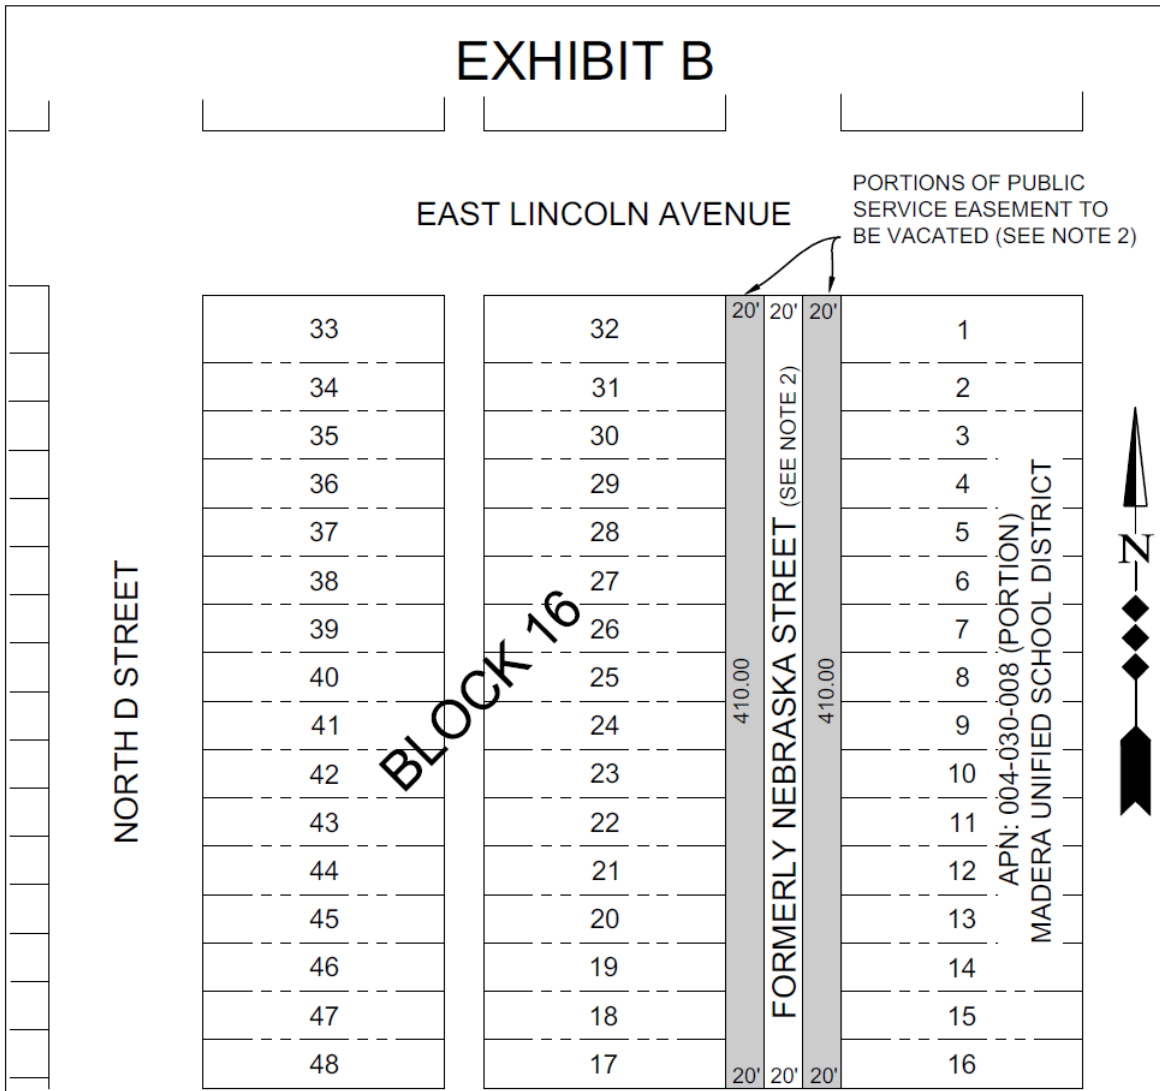 EXHIBIT B
PORTIONS OF PUBLIC
SERVICE EASEMENT TO
BE VACATED (SEE NOTE 2)
EAST LINCOLN AVENUE
20' 20' 20'
33 32 1
34 31 2
35 30 3
36 29 4
37 28 5
38 27 6
39 26 7
40 25 8
41 24 9
42 23 10
43 22 11
44 21 12
45 20 13
46 19 14
47 18 15
48 17 16
20' 20' 20'
NORTH D STREET
BLOCK 16
410.00
FORMERLY NEBRASKA STREET (SEE NOTE 2)
410.00
APN: 004-030-008 (PORTION)
MADERA UNIFIED SCHOOL DISTRICT
N